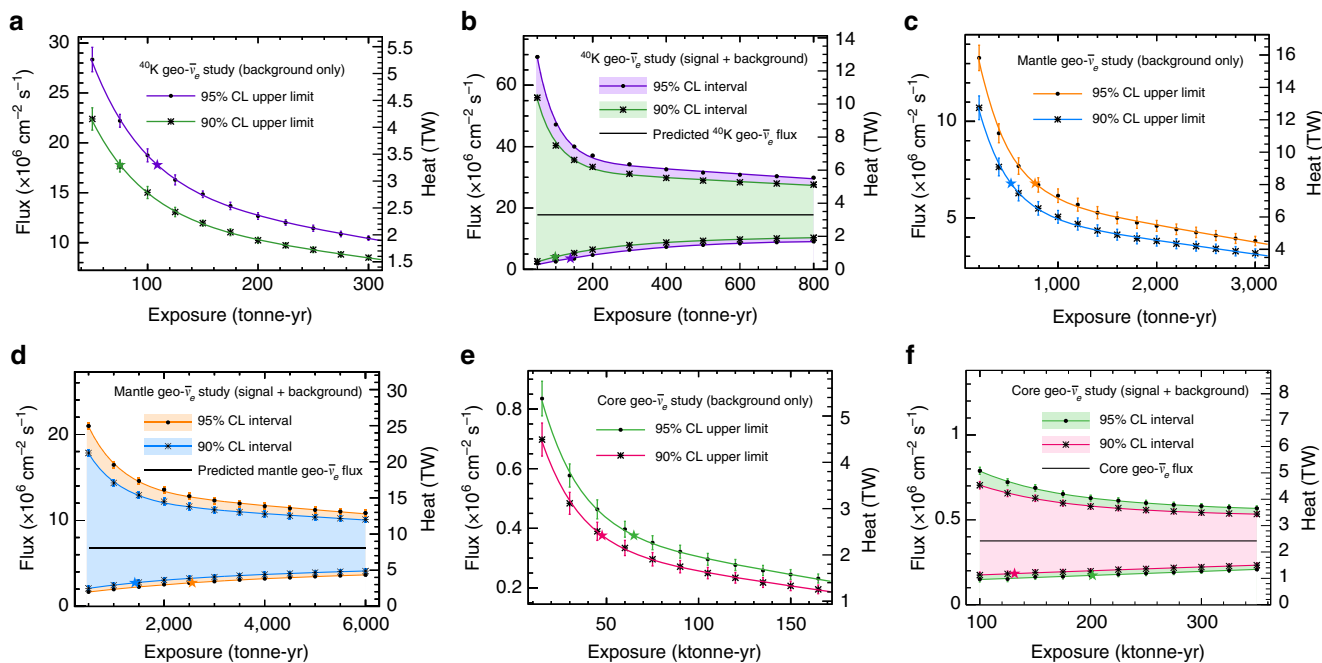 a
30
28
26
24
22
20
18
16
14
12
10
Flux (×10⁶ cm⁻² s⁻¹)
⁴⁰K geo-ν̅ₑ study (background only)
95% CL upper limit
90% CL upper limit
5.5
5
4.5
4
3.5
3
2.5
2
1.5
Heat (TW)
100
200
300
Exposure (tonne-yr)
b
60
40
20
0
Flux (×10⁶ cm⁻² s⁻¹)
⁴⁰K geo-ν̅ₑ study (signal + background)
95% CL interval
90% CL interval
Predicted ⁴⁰K geo-ν̅ₑ flux
14
12
10
8
6
4
2
0
Heat (TW)
200
400
600
800
Exposure (tonne-yr)
c
10
5
Flux (×10⁶ cm⁻² s⁻¹)
Mantle geo-ν̅ₑ study (background only)
95% CL upper limit
90% CL upper limit
16
14
12
10
8
6
4
Heat (TW)
1,000
2,000
3,000
Exposure (tonne-yr)
d
20
10
0
Flux (×10⁶ cm⁻² s⁻¹)
Mantle geo-ν̅ₑ study (signal + background)
95% CL interval
90% CL interval
Predicted mantle geo-ν̅ₑ flux
30
25
20
15
10
5
0
Heat (TW)
2,000
4,000
6,000
Exposure (tonne-yr)
e
0.8
0.6
0.4
0.2
Flux (×10⁶ cm⁻² s⁻¹)
Core geo-ν̅ₑ study (background only)
95% CL upper limit
90% CL upper limit
5
4
3
2
1
Heat (TW)
50
100
150
Exposure (ktonne-yr)
f
1
0.5
0
Flux (×10⁶ cm⁻² s⁻¹)
Core geo-ν̅ₑ study (signal + background)
95% CL interval
90% CL interval
Core geo-ν̅ₑ flux
8
7
6
5
4
3
2
1
0
Heat (TW)
100
200
300
Exposure (ktonne-yr)